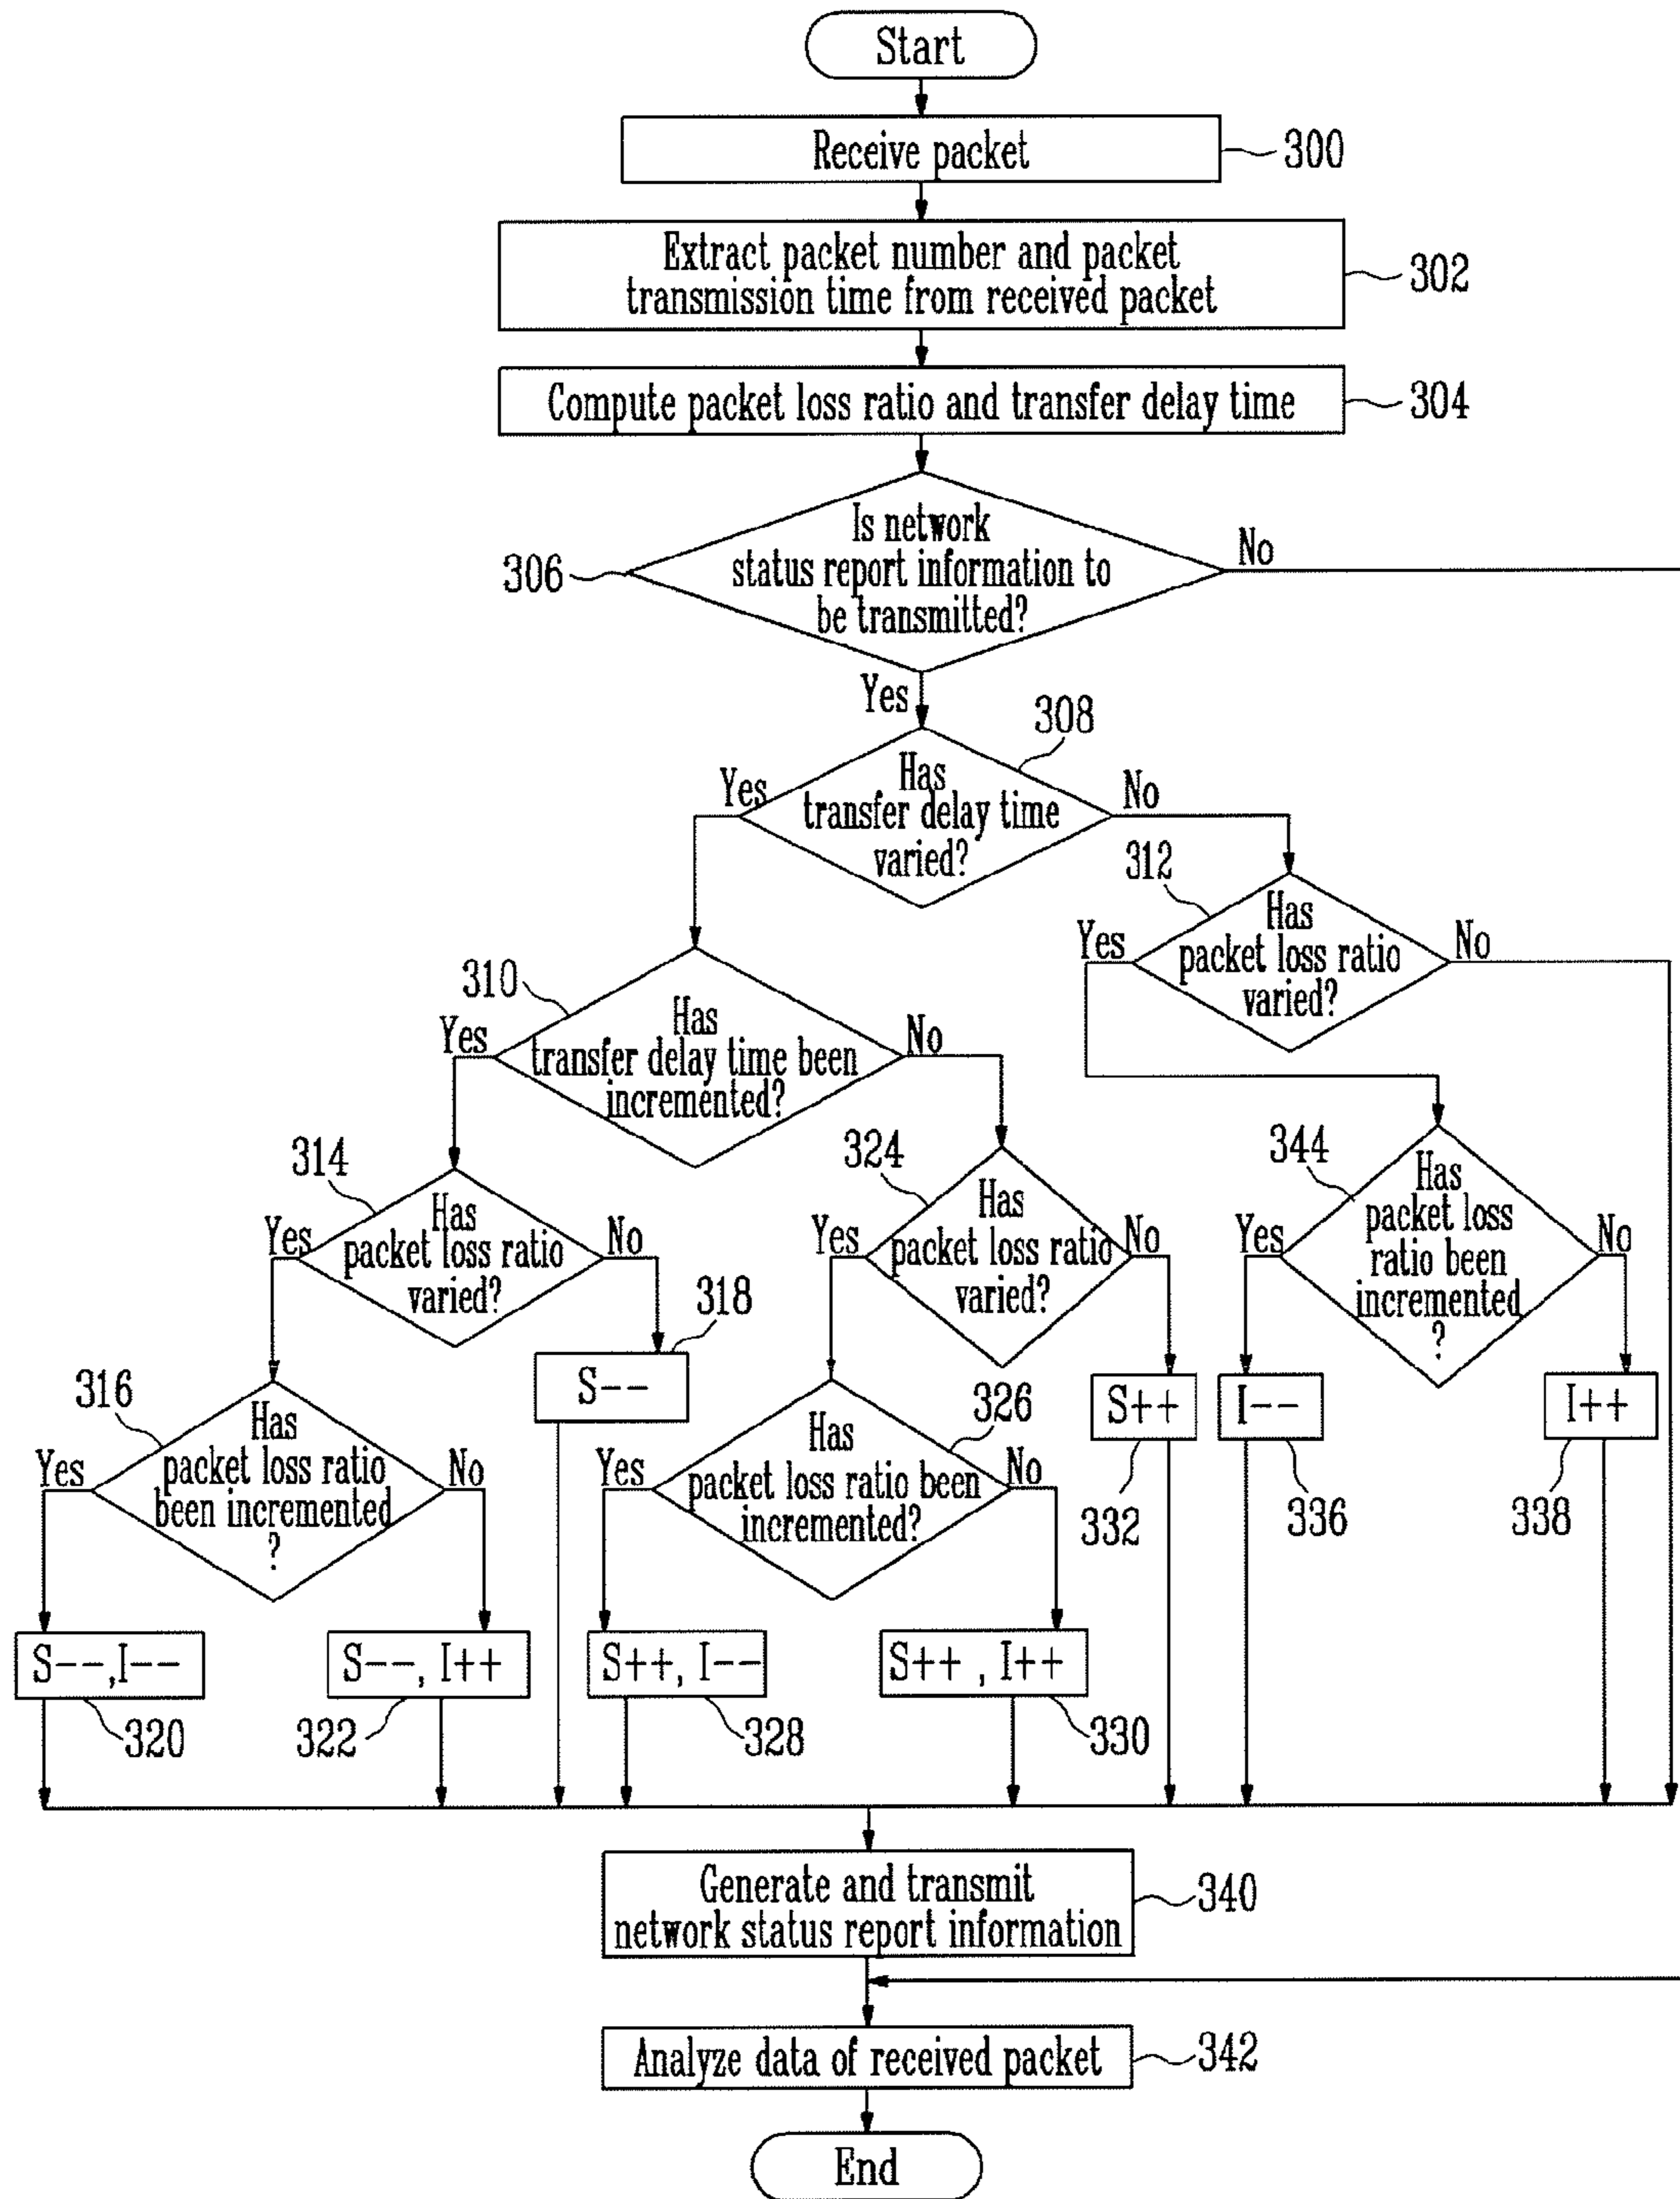 Start
Receive packet
300
Extract packet number and packet
transmission time from received packet
302
Compute packet loss ratio and transfer delay time
304
Is network
status report information to
be transmitted?
306
No
Yes
308
Has
transfer delay time
varied?
Yes
No
312
Has
packet loss ratio
varied?
Yes
No
310
Has
transfer delay time been
incremented?
Yes
No
314
Has
packet loss ratio
varied?
Yes
No
324
Has
packet loss ratio
varied?
Yes
No
344
Has
packet loss
ratio been
incremented
?
Yes
No
318
S--
316
Has
packet loss ratio
been incremented
?
Yes
No
326
Has
packet loss ratio been
incremented?
Yes
No
S++
332
I--
336
I++
338
S--,I--
320
S--, I++
322
S++, I--
328
S++ , I++
330
Generate and transmit
network status report information
340
Analyze data of received packet
342
End